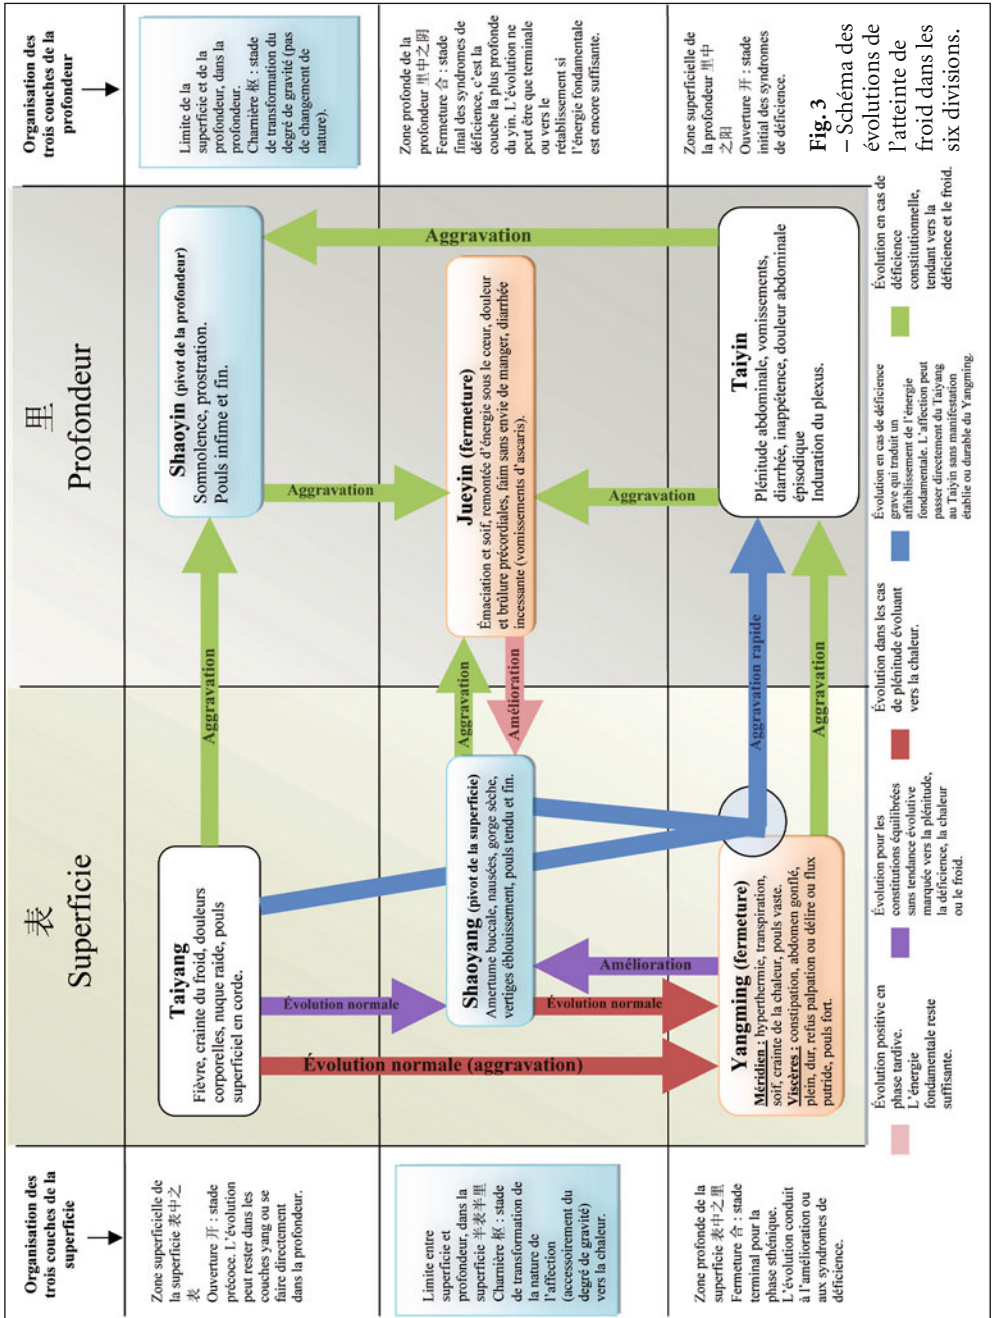 Organisation des
trois couches de la
superficie
表
Superficie
里
Profondeur
Organisation des
trois couches de la
profondeur
Zone superficielle de
la superficie 表中之
表
Ouverture 开 : stade
précoce. L'évolution
peut rester dans les
couches yang ou se
faire directement
dans la profondeur.
Taiyang
Fièvre, crainte du froid, douleurs
corporelles, nuque raide, pouls
superficiel en corde.
Aggravation
Shaoyin (pivot de la profondeur)
Somnolence, prostration.
Pouls infime et fin.
Limite de la
superficie et de la
profondeur, dans la
profondeur.
Charnière 枢 : stade
de transformation du
degré de gravité (pas
de changement de
nature).
Évolution normale
Évolution normale (aggravation)
Aggravation
Aggravation
Limite entre
superficie et
profondeur, dans la
superficie 半表半里
Charnière 枢 : stade
de transformation de
la nature de
l'affection
(accessoirement du
degré de gravité)
vers la chaleur.
Shaoyang (pivot de la superficie)
Amertume buccale, nausées, gorge sèche,
vertiges éblouissement, pouls tendu et fin.
Aggravation
Amélioration
Jueyin (fermeture)
Émaciation et soif, remontée d'énergie sous le cœur, douleur
et brûlure précordiales, faim sans envie de manger, diarrhée
incessante (vomissements d'ascaris).
Zone profonde de la
profondeur 里中之阴
Fermeture 合 : stade
final des syndromes de
déficience, c'est la
couche la plus profonde
du yin. L'évolution ne
peut être que terminale
ou vers le
rétablissement si
l'énergie fondamentale
est encore suffisante.
Évolution normale
Amélioration
Aggravation
Zone profonde de la
superficie 表中之里
Fermeture 合 : stade
terminal pour la
phase sthénique.
L'évolution conduit
à l'amélioration ou
aux syndromes de
déficience.
Yangming (fermeture)
Méridien : hyperthermie, transpiration,
soif, crainte de la chaleur, pouls vaste.
Viscères : constipation, abdomen gonflé,
plein, dur, refus palpation ou délire ou flux
putride, pouls fort.
Aggravation rapide
Aggravation
Taiyin
Plénitude abdominale, vomissements,
diarrhée, inappétence, douleur abdominale
épisodique
Induration du plexus.
Zone superficielle de
la profondeur 里中
之阳
Ouverture 开 : stade
initial des syndromes
de déficience.
Évolution positive en
phase tardive.
L'énergie
fondamentale reste
suffisante.
Évolution pour les
constitutions équilibrées
sans tendance évolutive
marquée vers la plénitude,
la déficience, la chaleur
ou le froid.
Évolution dans les cas
de plénitude évoluant
vers la chaleur.
Évolution en cas de déficience
grave qui traduit un
affaiblissement de l'énergie
fondamentale. L'affection peut
passer directement du Taiyang
au Taiyin sans manifestation
établie ou durable du Yangming.
Évolution en cas de
déficience
constitutionnelle,
tendant vers la
déficience et le froid.
Fig. 3
– Schéma des
évolutions de
l'atteinte de
froid dans les
six divisions.